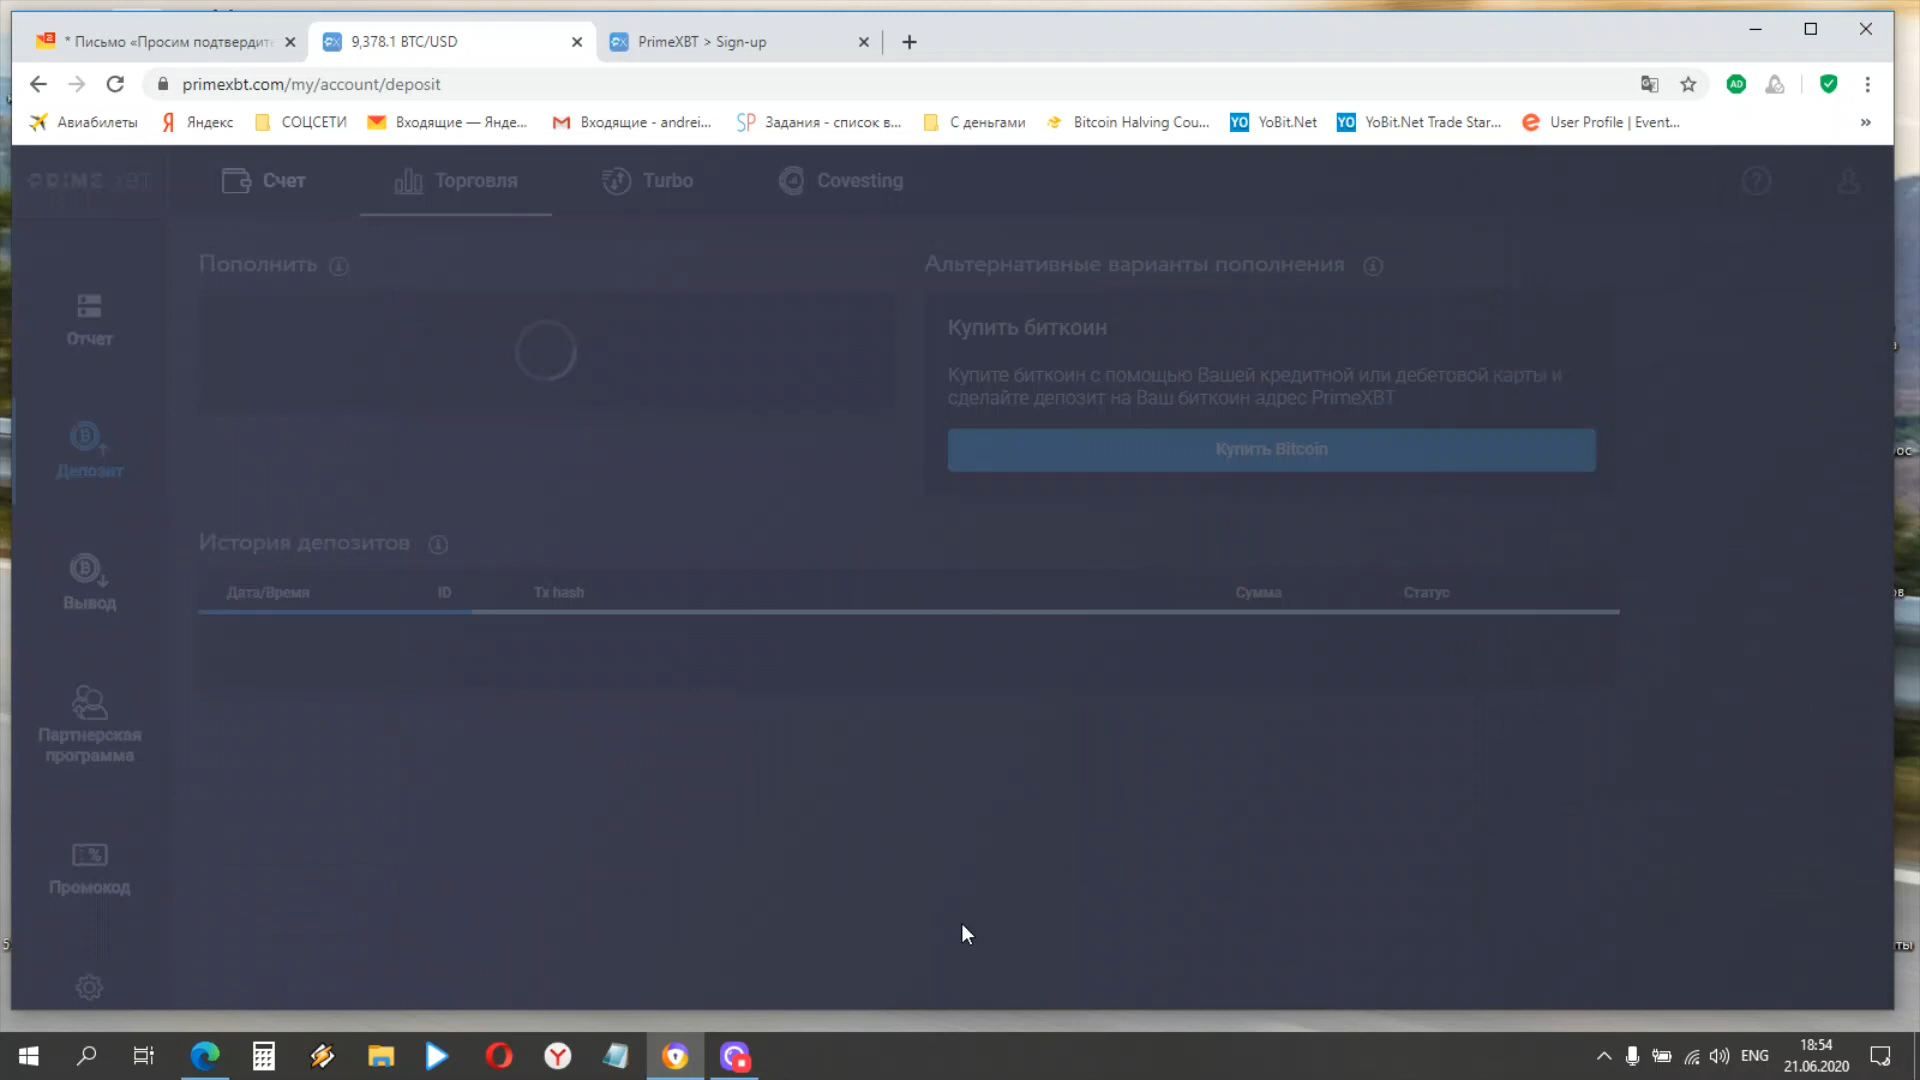 * Письмо «Просим подтвердить
9,378.1 BTC/USD
PrimeXBT > Sign-up
primexbt.com/my/account/deposit
Авиабилеты
Яндекс
СОЦСЕТИ
Входящие — Янде...
Входящие - andrei...
Задания - список в...
С деньгами
Bitcoin Halving Cou...
YoBit.Net
YoBit.Net Trade Star...
User Profile | Event...
PRIME XBT
Счет
Торговля
Turbo
Covesting
Отчет
Депозит
Вывод
Партнерская
программа
Промокод
Пополнить
Альтернативные варианты пополнения
Купить биткоин
Купите биткоин с помощью Вашей кредитной или дебетовой карты и
сделайте депозит на Ваш биткоин адрес PrimeXBT
Купить Bitcoin
История депозитов
Дата/Время
ID
Tx hash
Сумма
Статус
ENG
18:54
21.06.2020